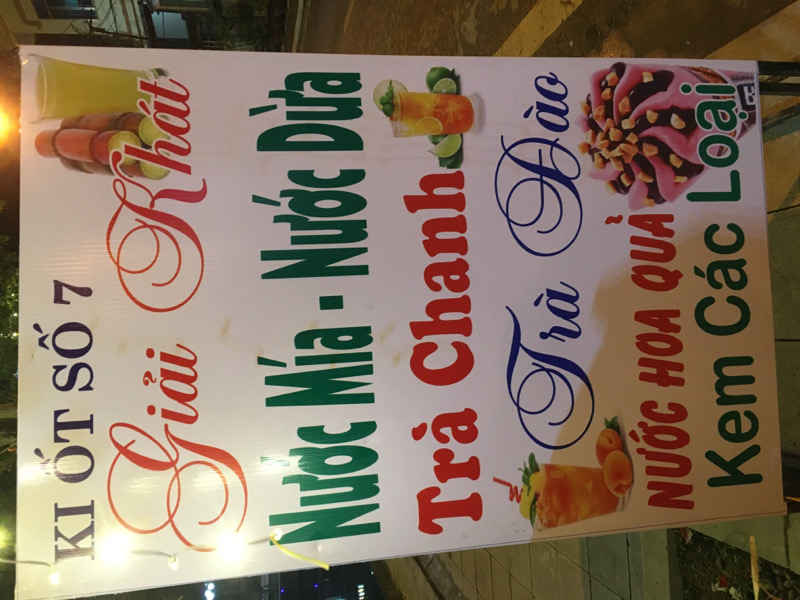 KI ỐT SỐ 7
Giải Khát
Nước Mía - Nước Dừa
Trà Chanh
Trà Đào
NƯỚC HOA QUẢ
Kem Các Loại